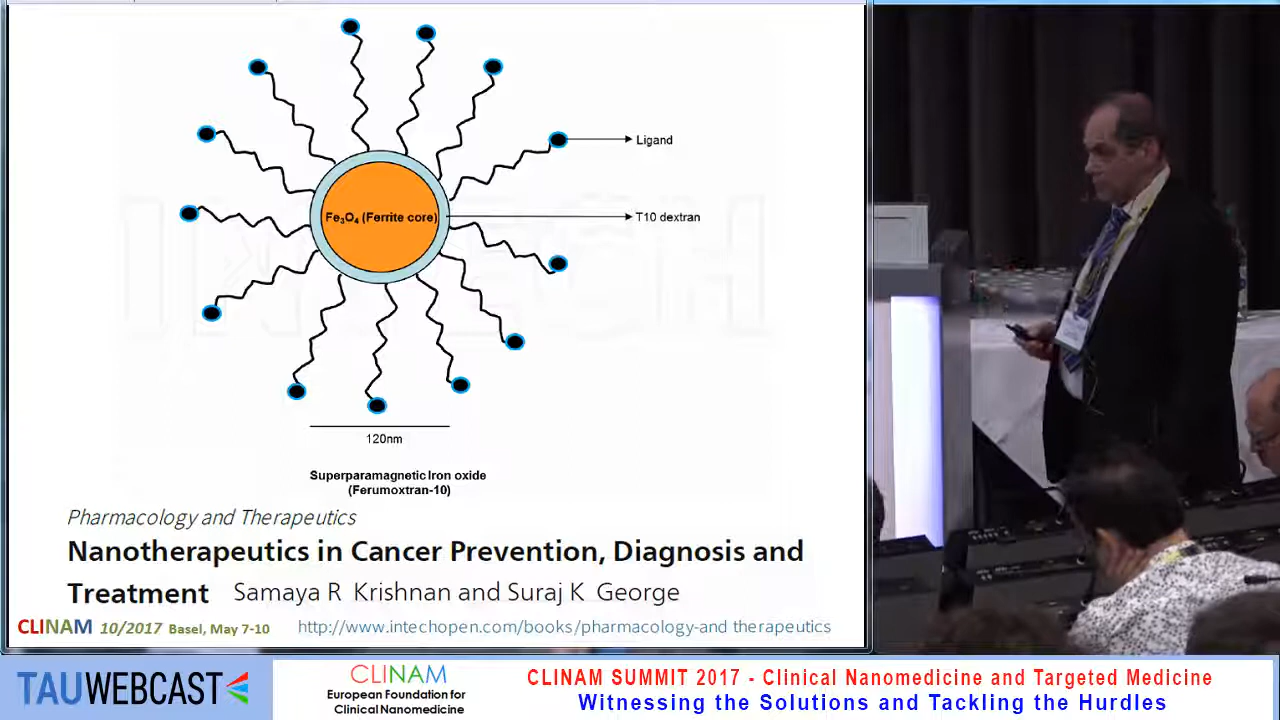 Ligand
Fe₃O₄ (Ferrite core)
T10 dextran
120nm
Superparamagnetic Iron oxide
(Ferumoxtran-10)
Pharmacology and Therapeutics
Nanotherapeutics in Cancer Prevention, Diagnosis and
Treatment Samaya R Krishnan and Suraj K George
CLINAM 10/2017 Basel, May 7-10 http://www.intechopen.com/books/pharmacology-and therapeutics
TAUWEBCAST
CLINAM
European Foundation for
Clinical Nanomedicine
CLINAM SUMMIT 2017 - Clinical Nanomedicine and Targeted Medicine
Witnessing the Solutions and Tackling the Hurdles